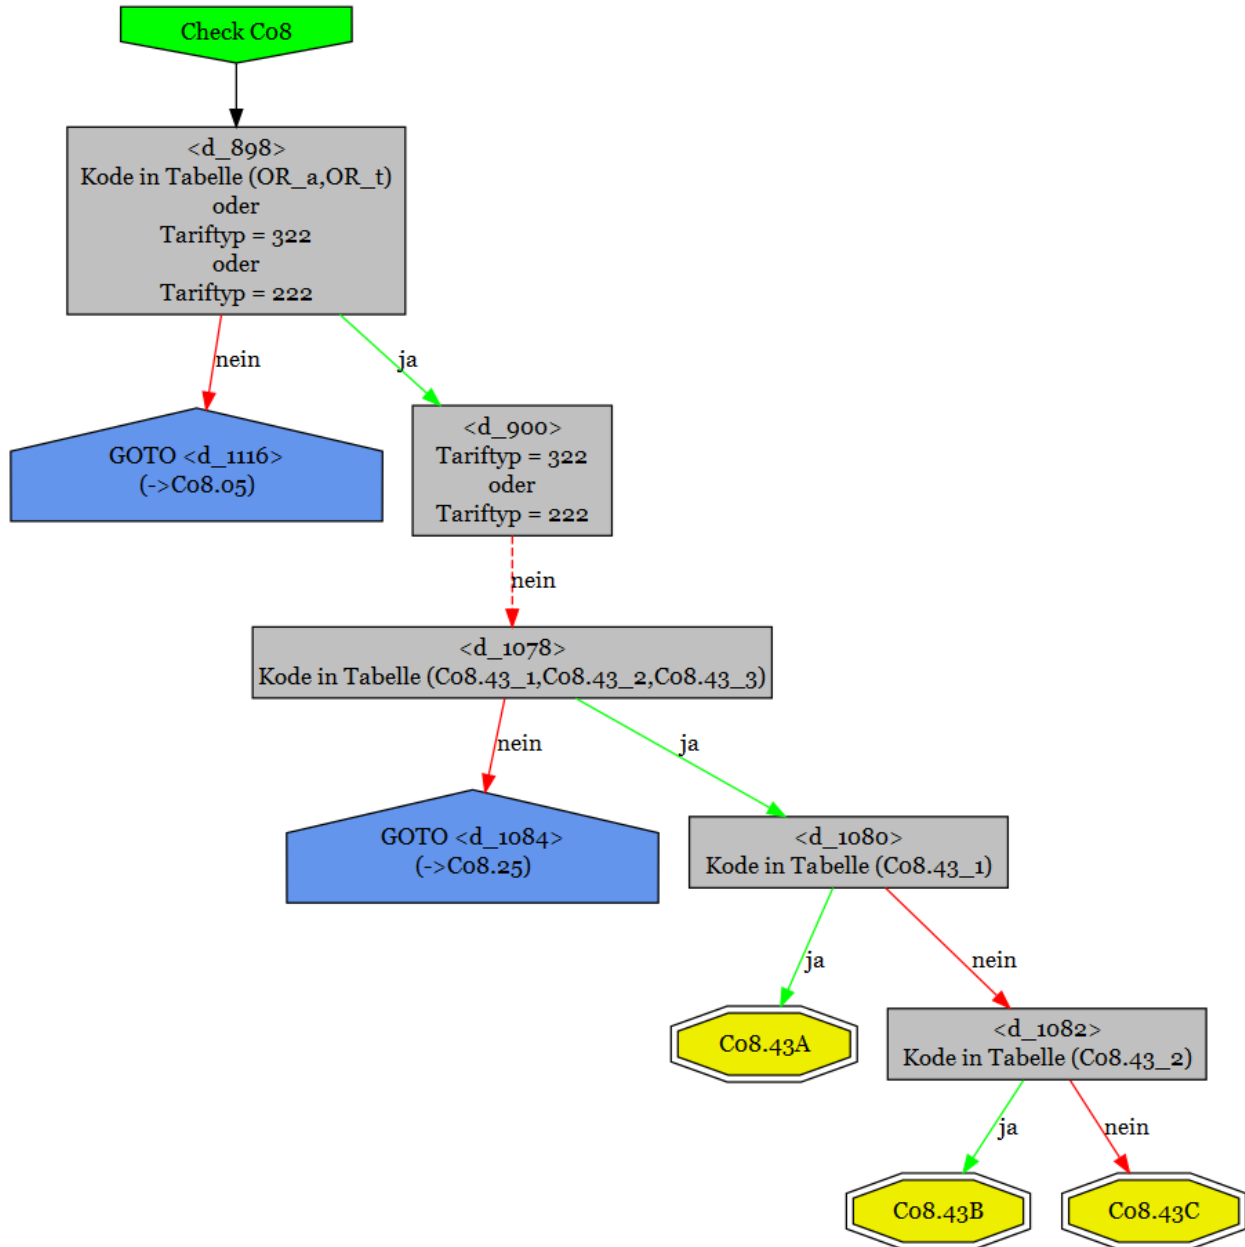 Check C08
<d_898>
Kode in Tabelle (OR_a,OR_t)
oder
Tariftyp = 322
oder
Tariftyp = 222
nein
ja
GOTO <d_1116>
(->C08.05)
<d_900>
Tariftyp = 322
oder
Tariftyp = 222
nein
<d_1078>
Kode in Tabelle (C08.43_1,C08.43_2,C08.43_3)
nein
ja
GOTO <d_1084>
(->C08.25)
<d_1080>
Kode in Tabelle (C08.43_1)
ja
nein
C08.43A
<d_1082>
Kode in Tabelle (C08.43_2)
ja
nein
C08.43B
C08.43C